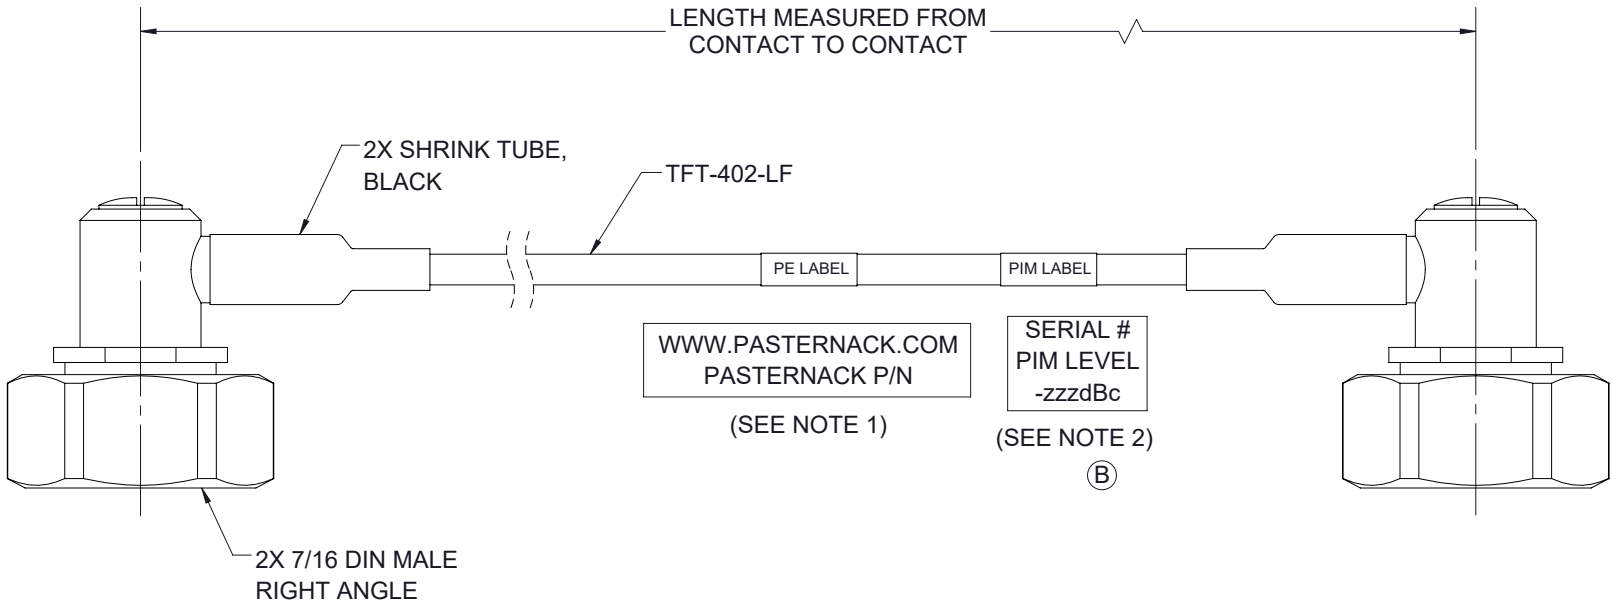 LENGTH MEASURED FROM
CONTACT TO CONTACT
2X SHRINK TUBE,
BLACK
TFT-402-LF
PE LABEL
PIM LABEL
WWW.PASTERNACK.COM
PASTERNACK P/N
(SEE NOTE 1)
SERIAL #
PIM LEVEL
-zzzdBc
(SEE NOTE 2)
B
2X 7/16 DIN MALE
RIGHT ANGLE